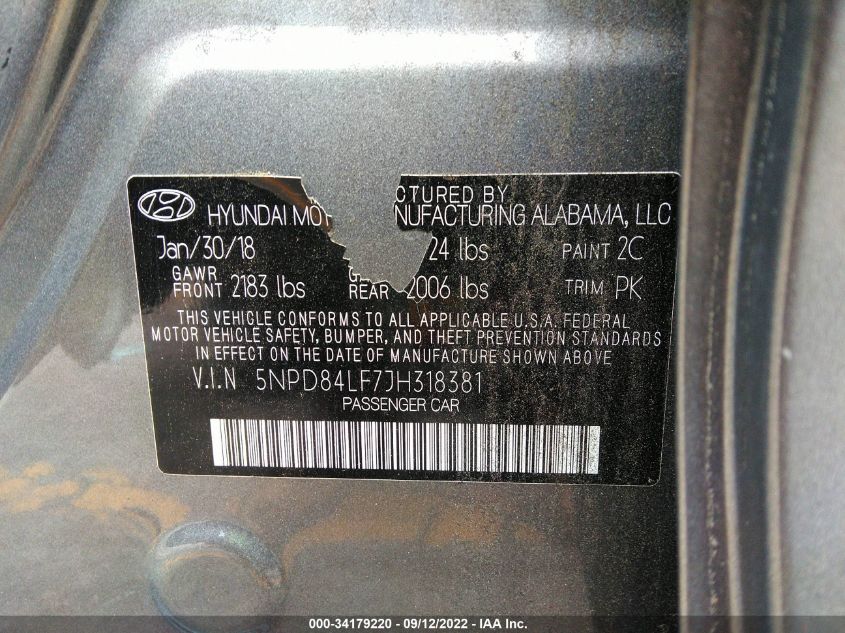 CTURED BY
HYUNDAI MOT NUFACTURING ALABAMA, LLC
Jan/30/18 24 lbs PAINT 2C
GAWR
FRONT 2183 lbs REAR 2006 lbs TRIM PK
THIS VEHICLE CONFORMS TO ALL APPLICABLE U.S.A. FEDERAL
MOTOR VEHICLE SAFETY, BUMPER, AND THEFT PREVENTION STANDARDS
IN EFFECT ON THE DATE OF MANUFACTURE SHOWN ABOVE
V.I.N 5NPD84LF7JH318381
PASSENGER CAR
000-34179220 - 09/12/2022 - IAA Inc.